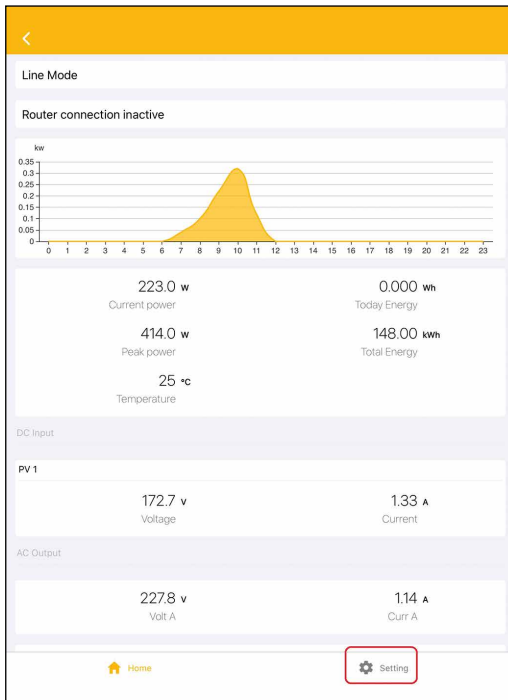 Line Mode
Router connection inactive
kw
0.35
0.3
0.25
0.2
0.15
0.1
0.05
0
0 1 2 3 4 5 6 7 8 9 10 11 12 13 14 15 16 17 18 19 20 21 22 23
223.0 w 0.000 Wh
Current power Today Energy
414.0 w 148.00 kWh
Peak power Total Energy
25 °C
Temperature
DC Input
PV 1
172.7 v 1.33 A
Voltage Current
AC Output
227.8 v 1.14 A
Volt A Curr A
Home Setting